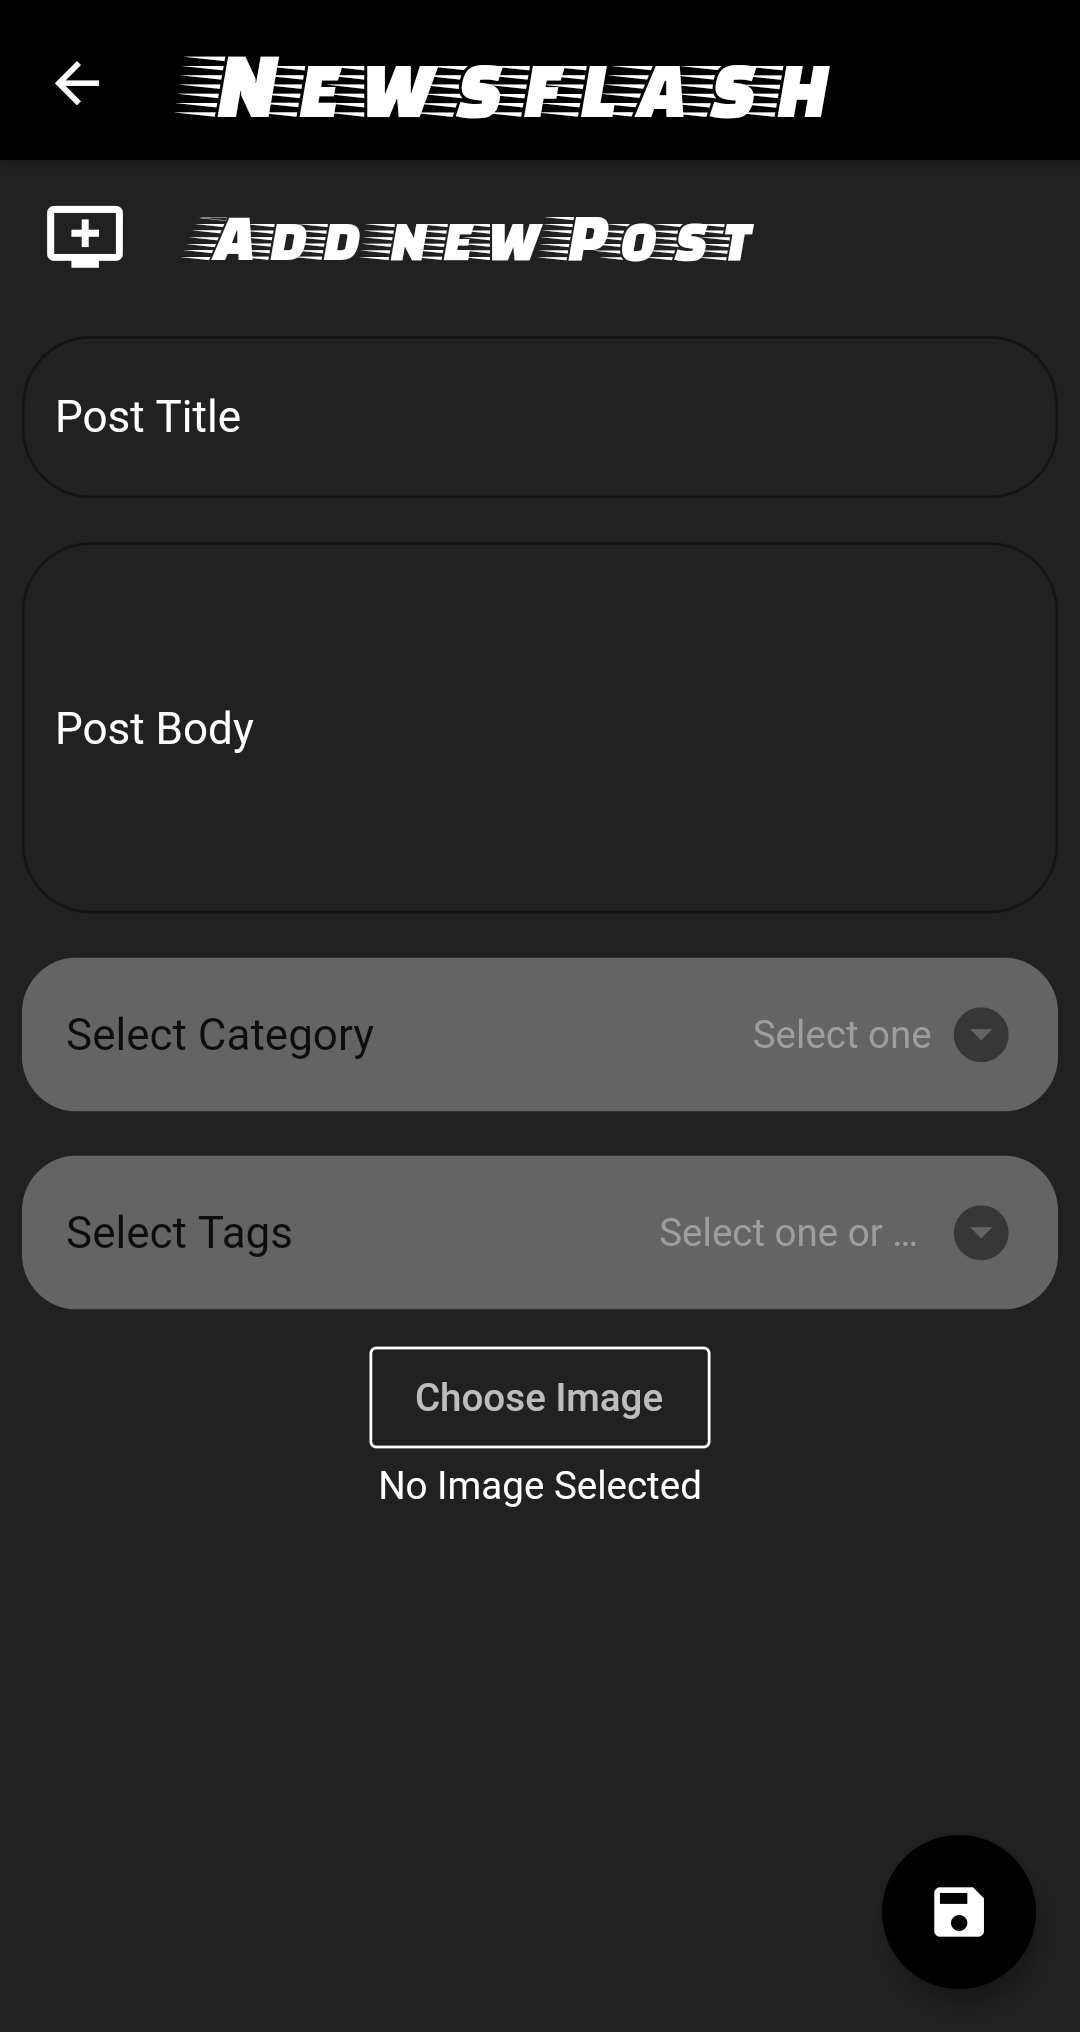 Newsflash
Add new Post
Post Title
Post Body
Select Category Select one
Select Tags Select one or ...
Choose Image
No Image Selected